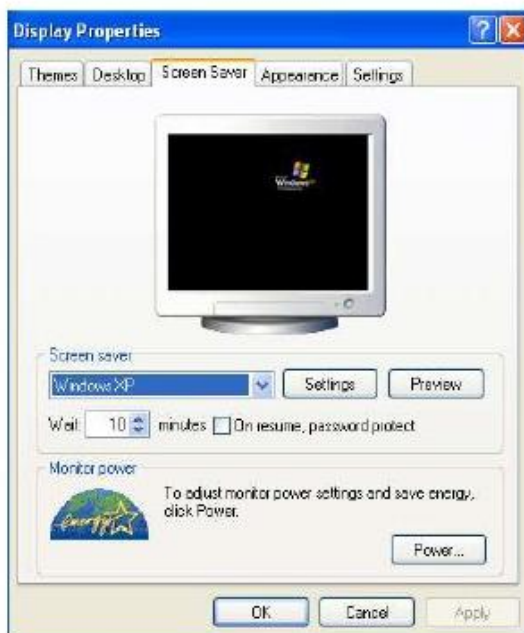 Display Properties
Themes Desktop Screen Saver Appearance Settings
Windows XP
Screen saver
Windows XP Settings Preview
Wait: 10 minutes On resume, password protect
Monitor power
To adjust monitor power settings and save energy,
click Power.
energy
Power...
OK Cancel Apply